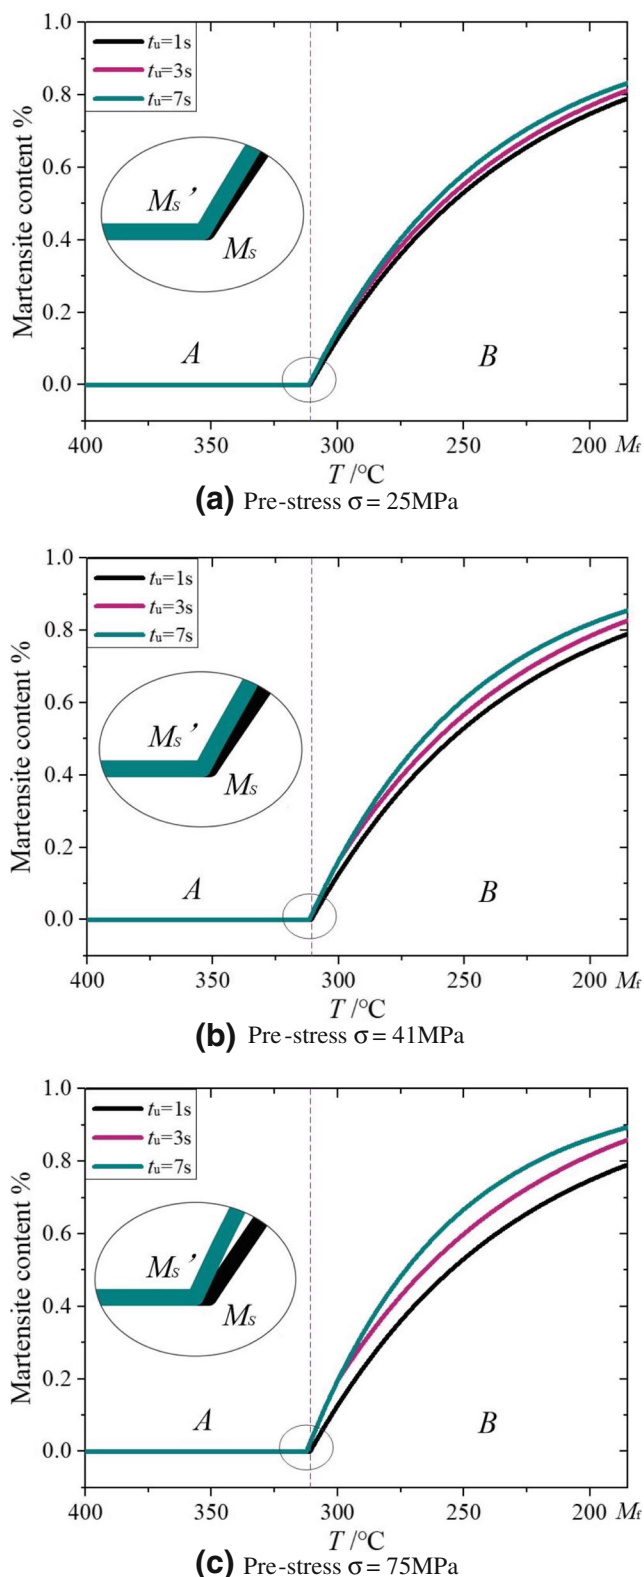 1.0
0.8
0.6
0.4
0.2
0.0
Martensite content %
tu=1s
tu=3s
tu=7s
Ms’
Ms
A
B
400
350
300
250
200
Mf
T /°C
(a) Pre-stress σ = 25MPa
1.0
0.8
0.6
0.4
0.2
0.0
Martensite content %
tu=1s
tu=3s
tu=7s
Ms’
Ms
A
B
400
350
300
250
200
Mf
T /°C
(b) Pre-stress σ = 41MPa
1.0
0.8
0.6
0.4
0.2
0.0
Martensite content %
tu=1s
tu=3s
tu=7s
Ms’
Ms
A
B
400
350
300
250
200
Mf
T /°C
(c) Pre-stress σ = 75MPa